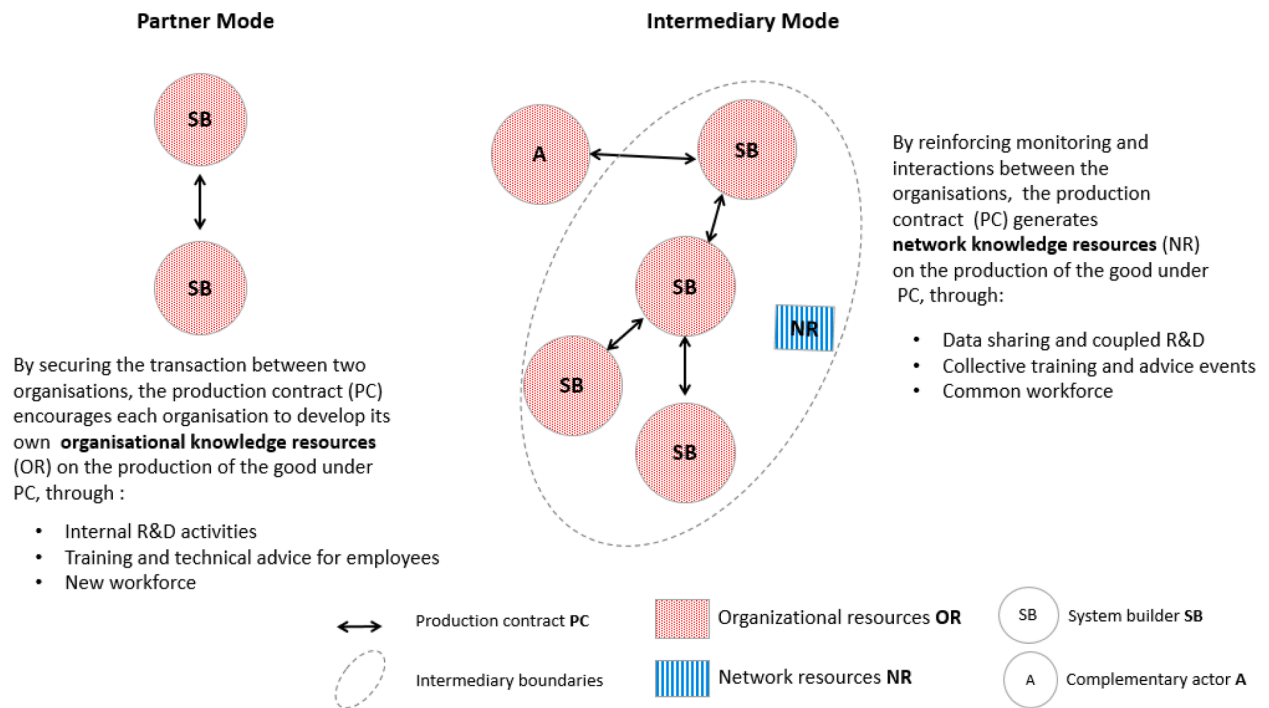 Partner Mode
SB
SB
By securing the transaction between two
organisations, the production contract (PC)
encourages each organisation to develop its
own organisational knowledge resources
(OR) on the production of the good under
PC, through :
• Internal R&D activities
• Training and technical advice for employees
• New workforce
Intermediary Mode
A
SB
SB
NR
SB
SB
By reinforcing monitoring and
interactions between the
organisations, the production
contract (PC) generates
network knowledge resources (NR)
on the production of the good under
PC, through:
• Data sharing and coupled R&D
• Collective training and advice events
• Common workforce
Production contract PC
Intermediary boundaries
Organizational resources OR
Network resources NR
SB
System builder SB
A
Complementary actor A